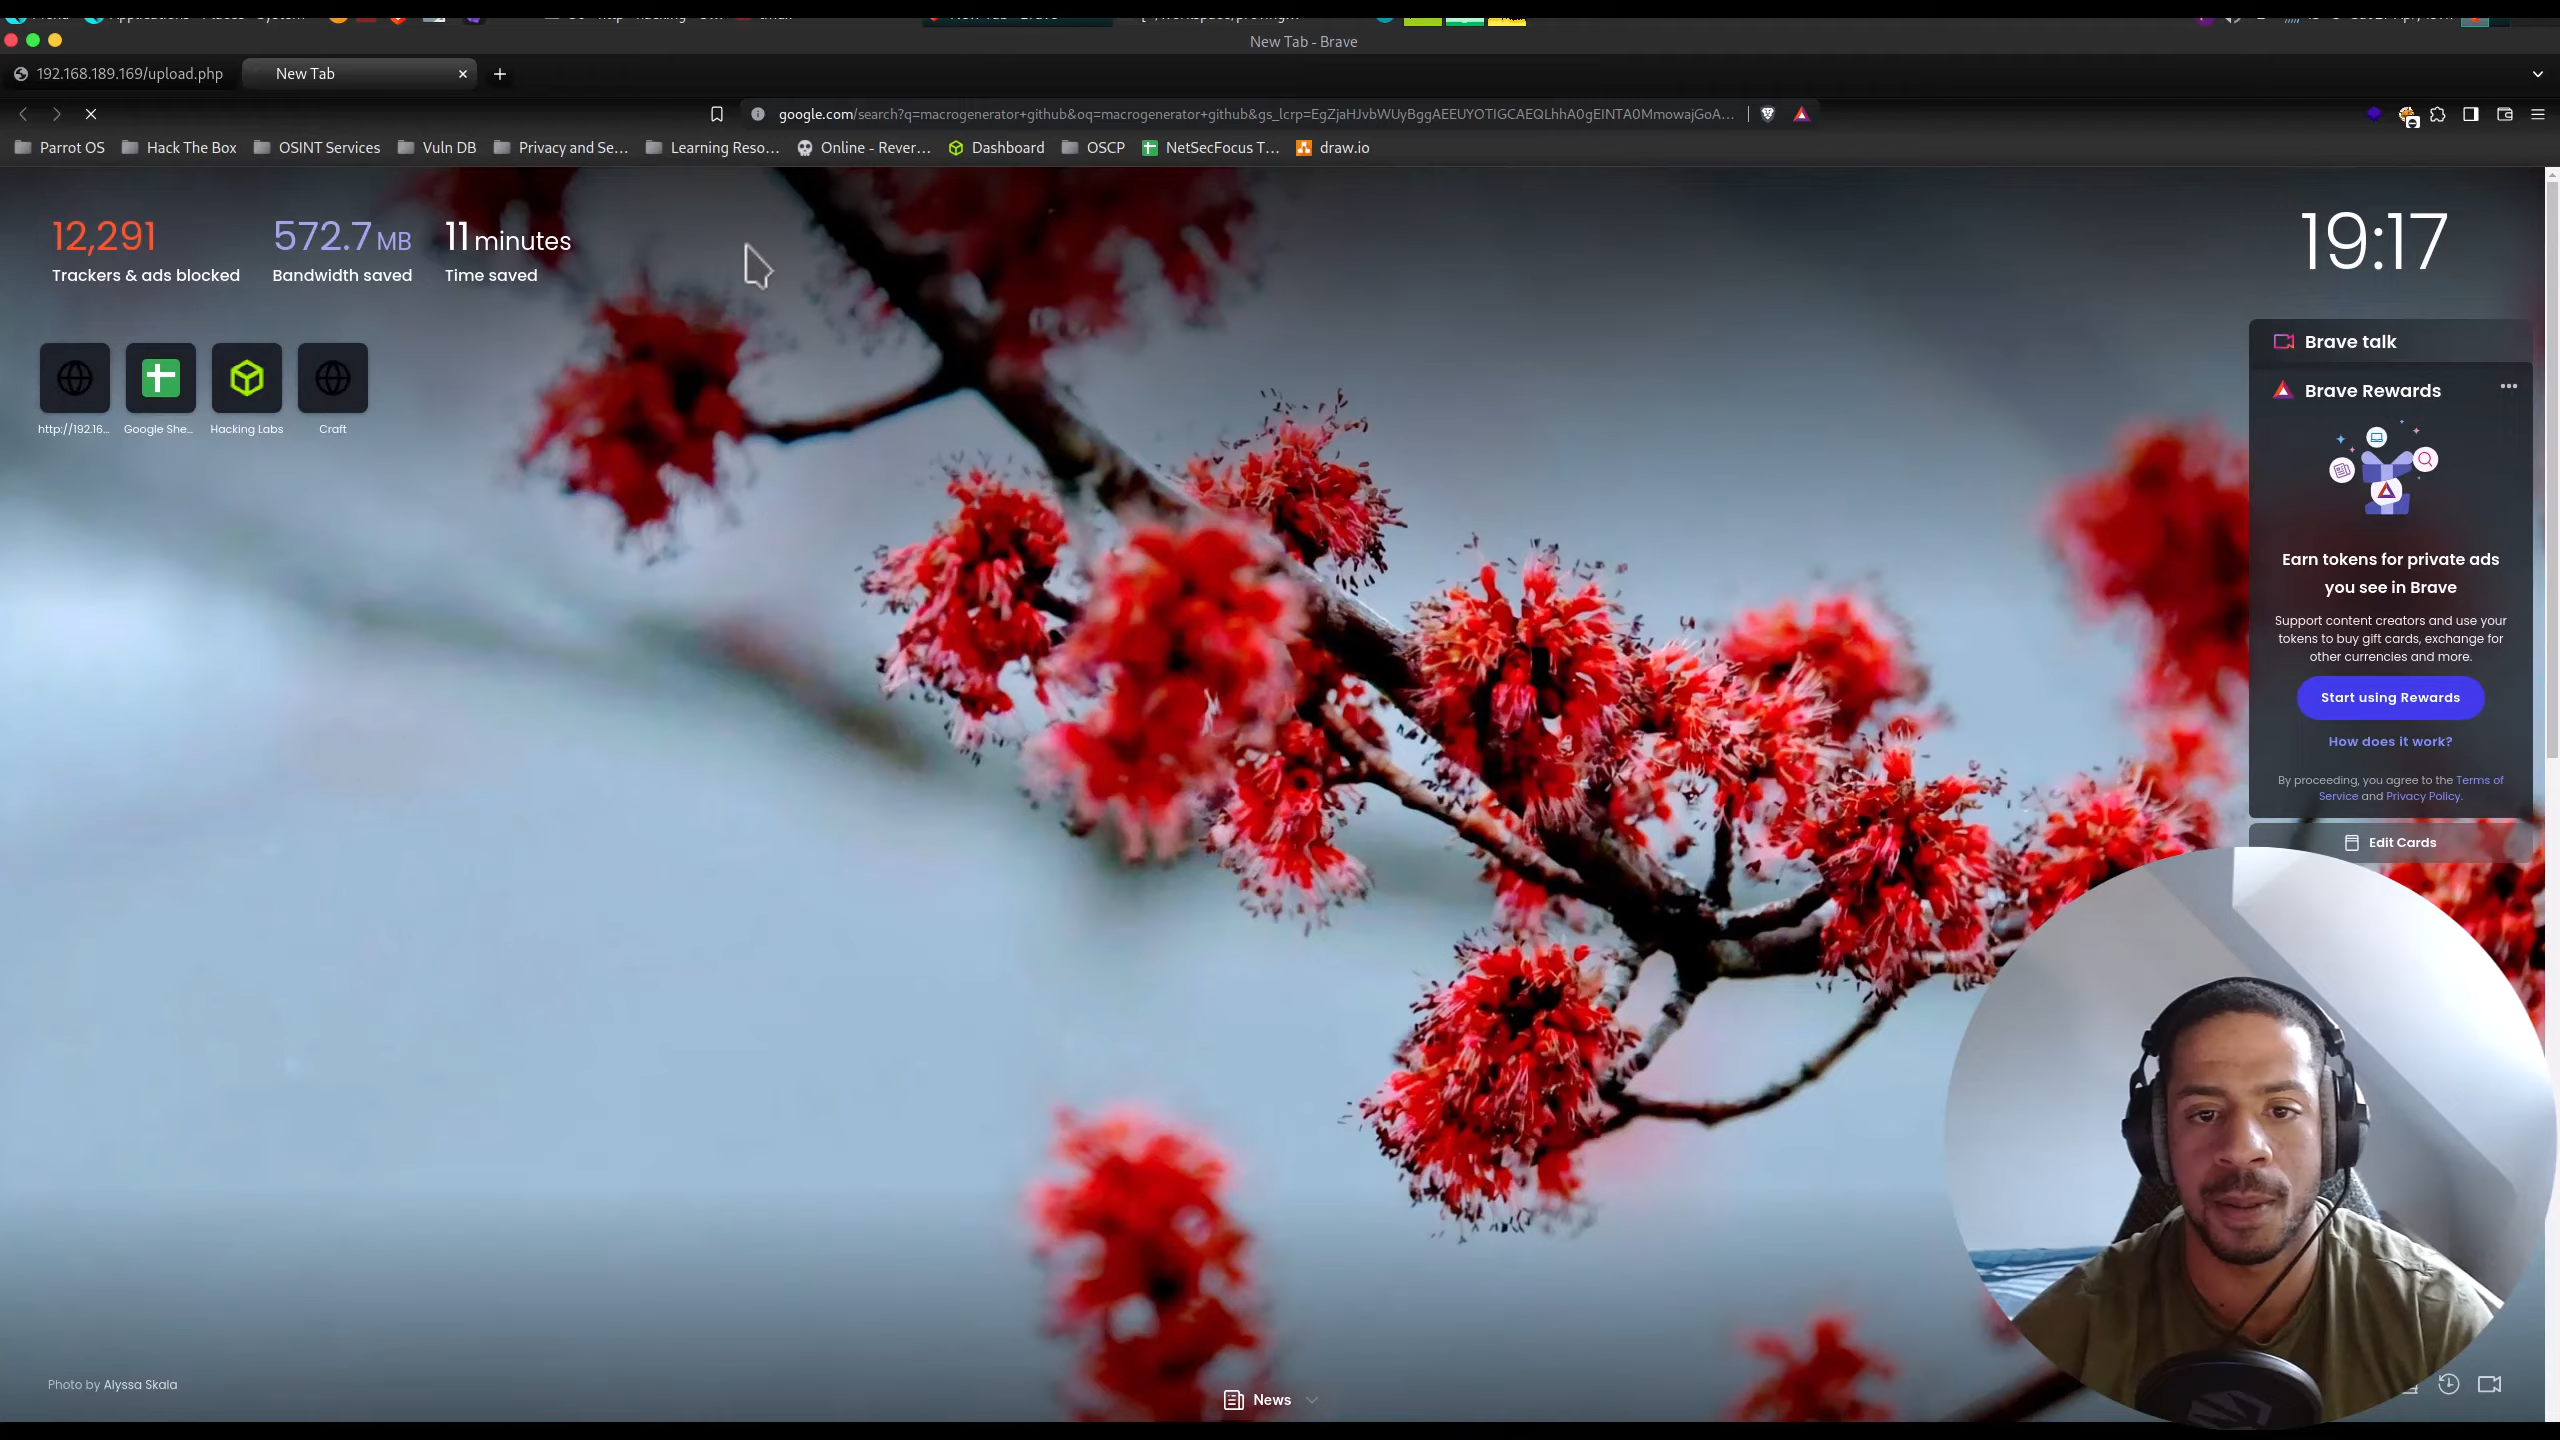 New Tab - Brave
192.168.189.169/upload.php
New Tab
google.com/search?q=macrogenerator+github&oq=macrogenerator+github&gs_lcrp=EgZjaHJvbWUyBggAEEUYOTIGCAEQLhhA0gEINTA0MmowajGoA...
Parrot OS
Hack The Box
OSINT Services
Vuln DB
Privacy and Se...
Learning Reso...
Online - Rever...
Dashboard
OSCP
NetSecFocus T...
draw.io
12,291
Trackers & ads blocked
572.7 MB
Bandwidth saved
11 minutes
Time saved
19:17
http://192.16...
Google She...
Hacking Labs
Craft
Brave talk
Brave Rewards
Earn tokens for private ads
you see in Brave
Support content creators and use your
tokens to buy gift cards, exchange for
other currencies and more.
Start using Rewards
How does it work?
By proceeding, you agree to the Terms of
Service and Privacy Policy.
Edit Cards
Photo by Alyssa Skala
News